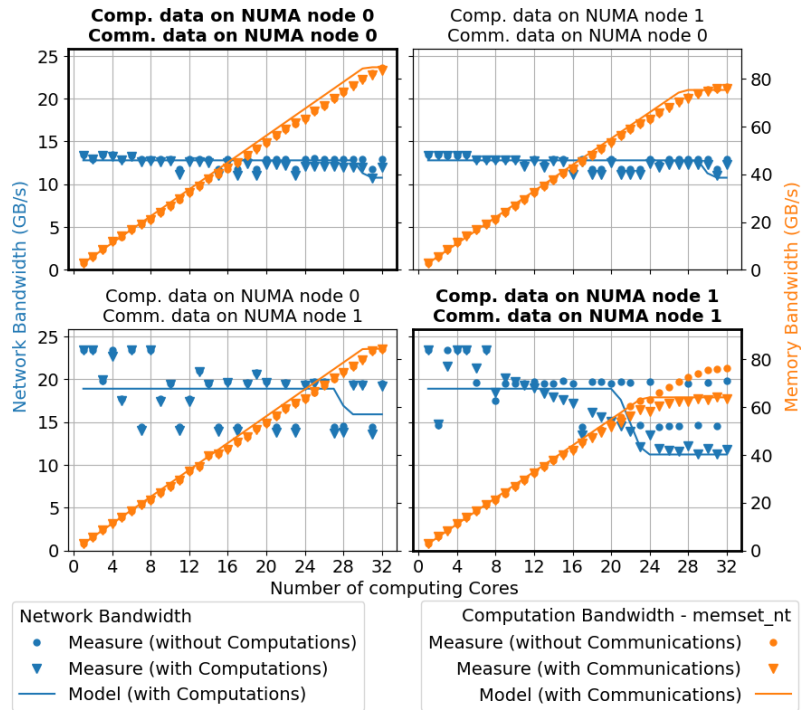 Comp. data on NUMA node 0
Comm. data on NUMA node 0
Comp. data on NUMA node 1
Comm. data on NUMA node 0
25
20
15
10
5
0
80
60
40
20
0
Network Bandwidth (GB/s)
Memory Bandwidth (GB/s)
Comp. data on NUMA node 0
Comm. data on NUMA node 1
Comp. data on NUMA node 1
Comm. data on NUMA node 1
25
20
15
10
5
0
80
60
40
20
0
0 4 8 12 16 20 24 28 32
0 4 8 12 16 20 24 28 32
Number of computing Cores
Network Bandwidth
Measure (without Computations)
Measure (with Computations)
Model (with Computations)
Computation Bandwidth - memset_nt
Measure (without Communications)
Measure (with Communications)
Model (with Communications)